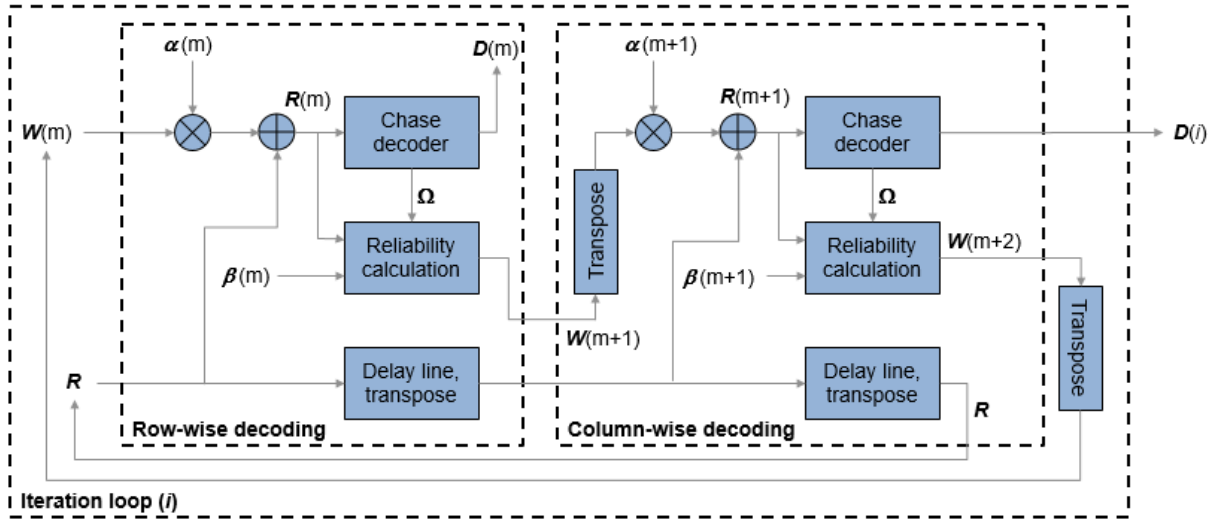 α(m)
D(m)
α(m+1)
R(m)
R(m+1)
W(m)
Chase
decoder
Chase
decoder
D(i)
Ω
Ω
Transpose
Reliability
calculation
Reliability
calculation
W(m+2)
β(m)
β(m+1)
W(m+1)
Transpose
R
Delay line,
transpose
Delay line,
transpose
R
Row-wise decoding
Column-wise decoding
Iteration loop (i)